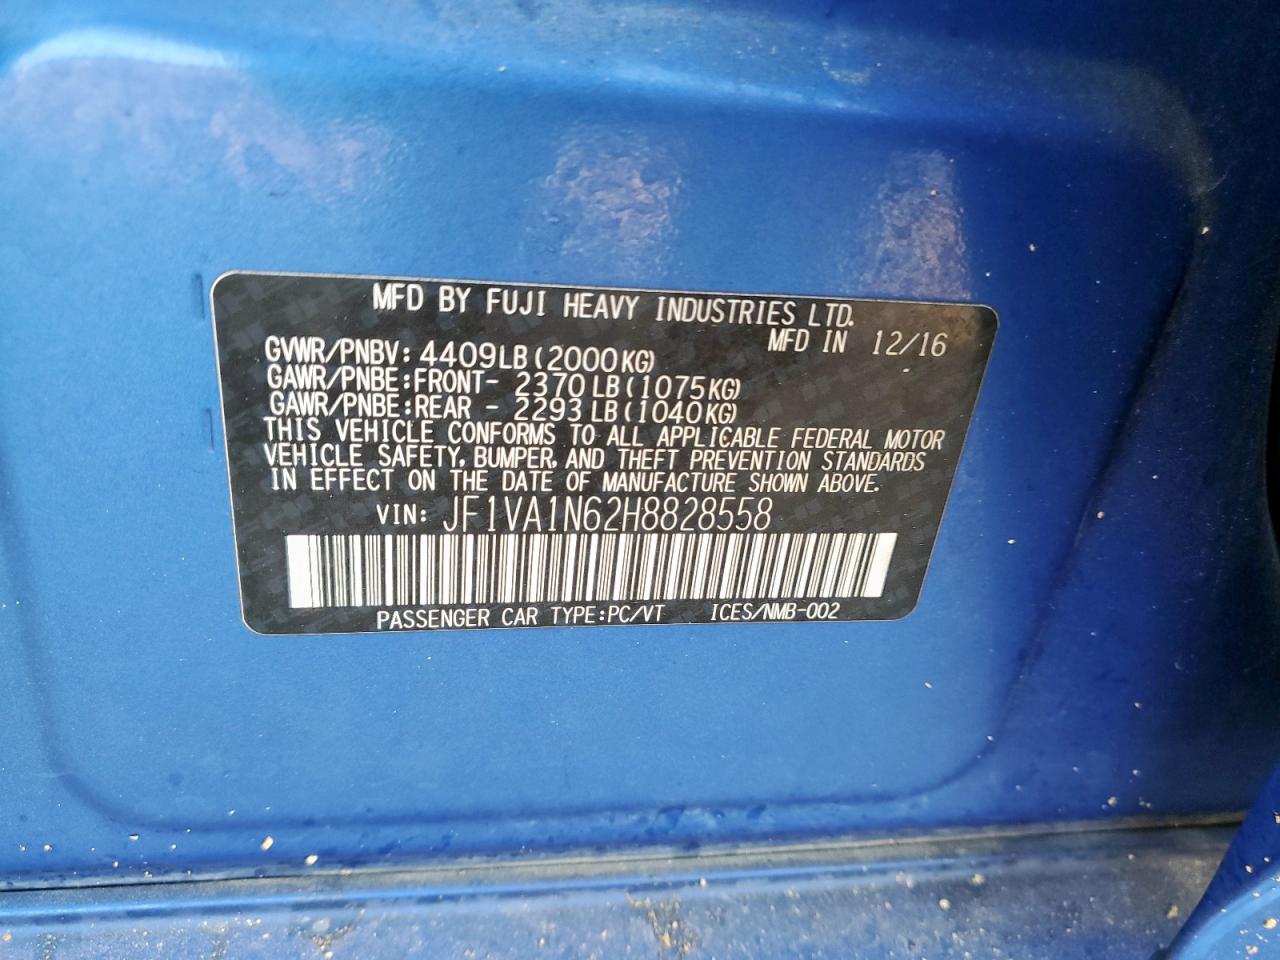 MFD BY FUJI HEAVY INDUSTRIES LTD.
MFD IN 12/16
GVWR/PNBV: 4409LB(2000KG)
GAWR/PNBE:FRONT- 2370LB(1075KG)
GAWR/PNBE:REAR - 2293LB(1040KG)
THIS VEHICLE CONFORMS TO ALL APPLICABLE FEDERAL MOTOR
VEHICLE SAFETY, BUMPER, AND THEFT PREVENTION STANDARDS
IN EFFECT ON THE DATE OF MANUFACTURE SHOWN ABOVE.
VIN: JF1VA1N62H8828558
PASSENGER CAR TYPE:PC/VT ICES/NMB-002